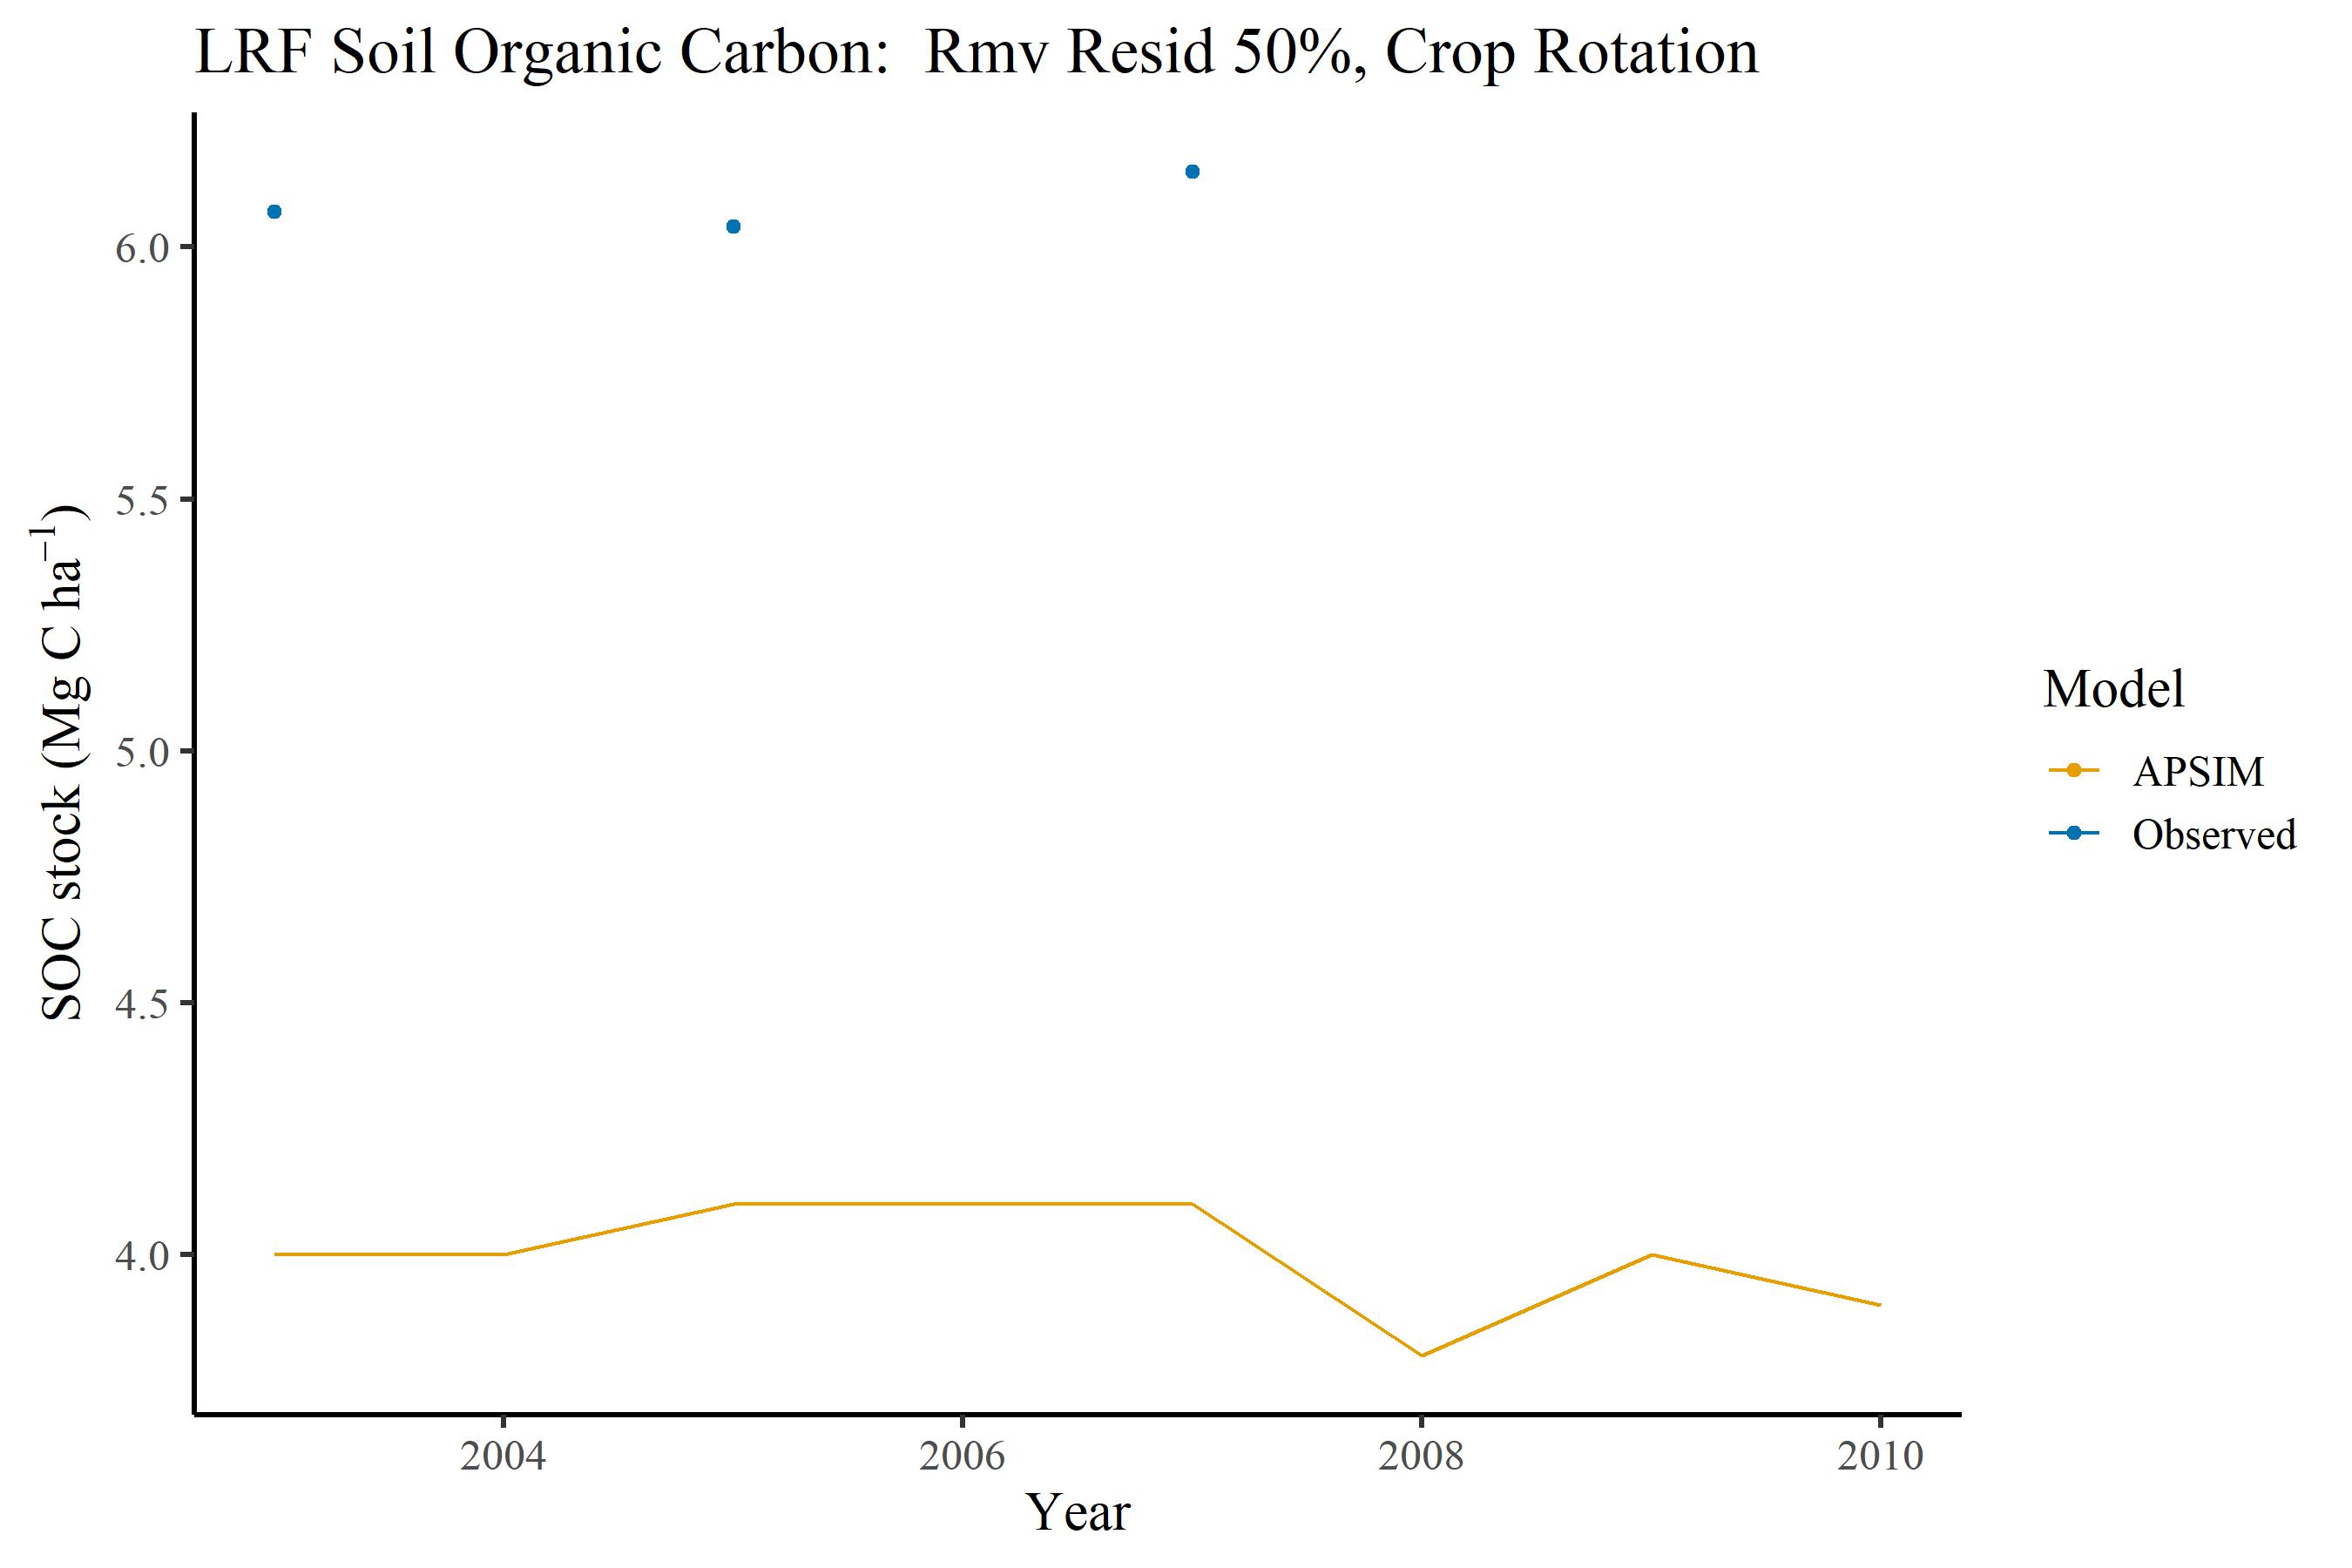 LRF Soil Organic Carbon:  Rmv Resid 50%, Crop Rotation
SOC stock (Mg C ha⁻¹)
6.0
5.5
5.0
4.5
4.0
2004
2006
2008
2010
Year
Model
APSIM
Observed